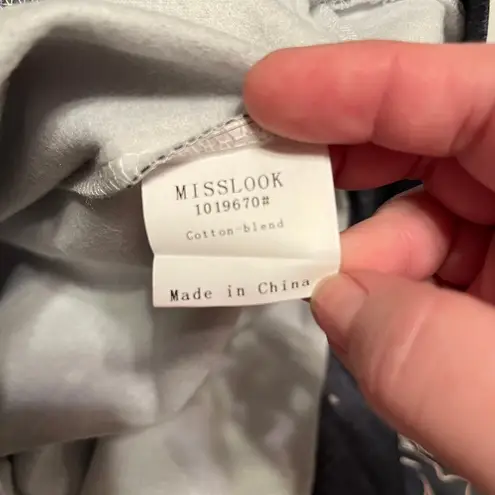 MISSLOOK
1019670#
Cotton-blend
Made in China